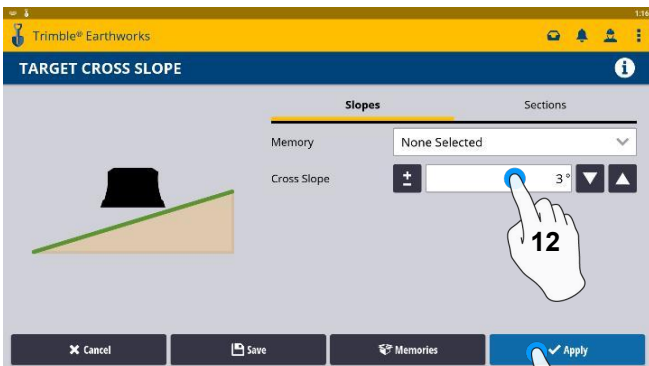 1:16
Trimble® Earthworks
TARGET CROSS SLOPE
Slopes
Sections
Memory
None Selected
Cross Slope
±
3°
12
Cancel
Save
Memories
Apply